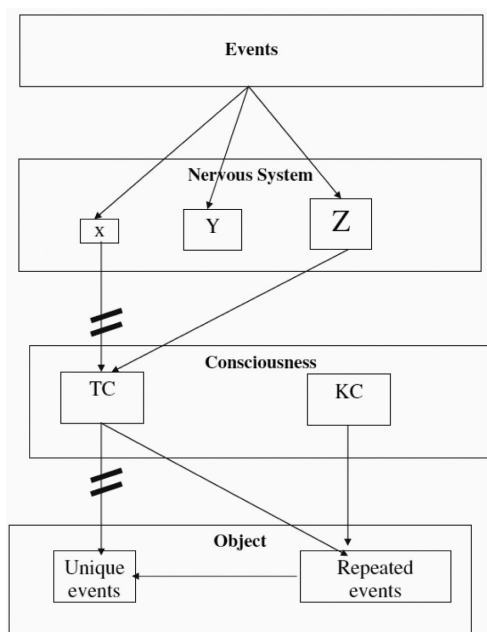 Events
Nervous System
x
Y
Z
Consciousness
TC
KC
Object
Unique
events
Repeated
events